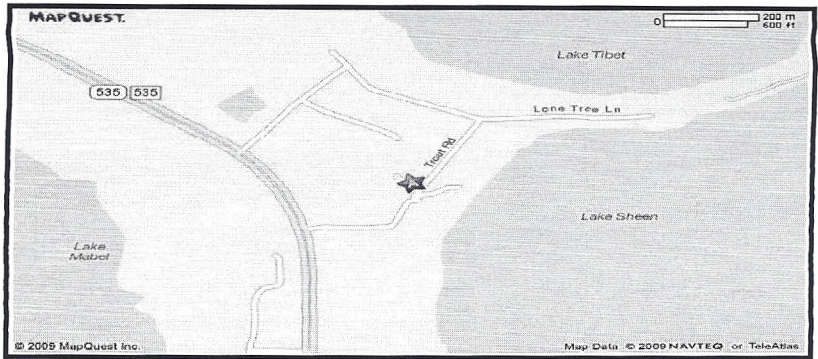 MAPQUEST.
0 200 m
600 ft
Lake Tibet
535 535
Lone Tree Ln
Trout Rd
Lake Sheen
Lake
Mabel
© 2009 MapQuest Inc.
Map Data © 2009 NAVTEQ or TeleAtlas